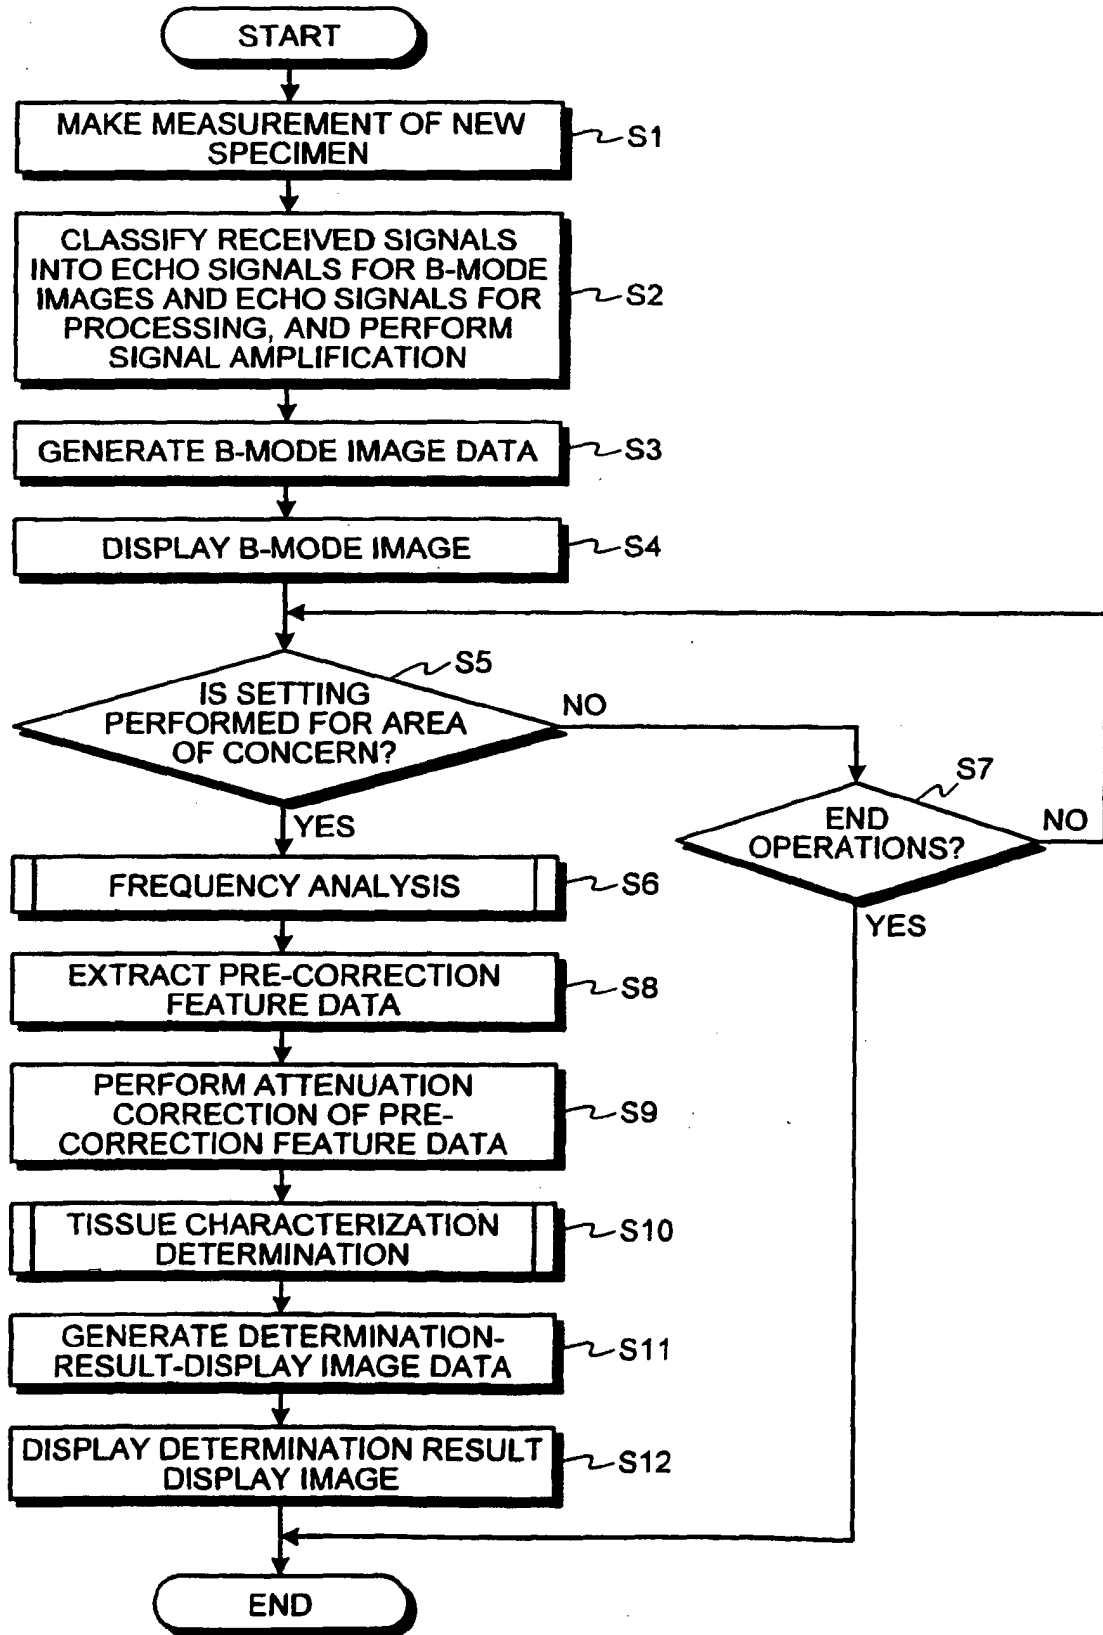 START
MAKE MEASUREMENT OF NEW
SPECIMEN
S1
CLASSIFY RECEIVED SIGNALS
INTO ECHO SIGNALS FOR B-MODE
IMAGES AND ECHO SIGNALS FOR
PROCESSING, AND PERFORM
SIGNAL AMPLIFICATION
S2
GENERATE B-MODE IMAGE DATA
S3
DISPLAY B-MODE IMAGE
S4
S5
IS SETTING
PERFORMED FOR AREA
OF CONCERN?
NO
YES
S7
END
OPERATIONS?
NO
YES
FREQUENCY ANALYSIS
S6
EXTRACT PRE-CORRECTION
FEATURE DATA
S8
PERFORM ATTENUATION
CORRECTION OF PRE-
CORRECTION FEATURE DATA
S9
TISSUE CHARACTERIZATION
DETERMINATION
S10
GENERATE DETERMINATION-
RESULT-DISPLAY IMAGE DATA
S11
DISPLAY DETERMINATION RESULT
DISPLAY IMAGE
S12
END